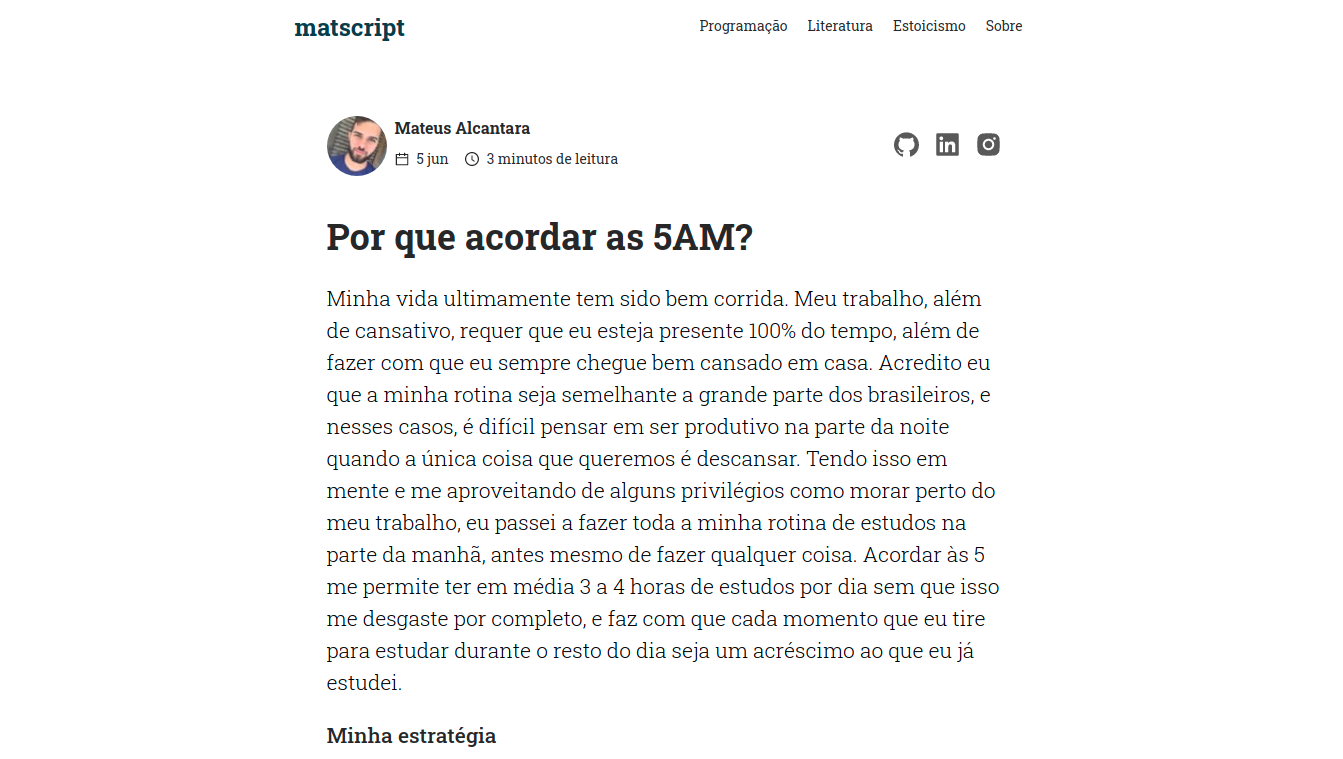 matscript
Programação Literatura Estoicismo Sobre
Mateus Alcantara
5 jun 3 minutos de leitura
Por que acordar as 5AM?
Minha vida ultimamente tem sido bem corrida. Meu trabalho, além
de cansativo, requer que eu esteja presente 100% do tempo, além de
fazer com que eu sempre chegue bem cansado em casa. Acredito eu
que a minha rotina seja semelhante a grande parte dos brasileiros, e
nesses casos, é difícil pensar em ser produtivo na parte da noite
quando a única coisa que queremos é descansar. Tendo isso em
mente e me aproveitando de alguns privilégios como morar perto do
meu trabalho, eu passei a fazer toda a minha rotina de estudos na
parte da manhã, antes mesmo de fazer qualquer coisa. Acordar às 5
me permite ter em média 3 a 4 horas de estudos por dia sem que isso
me desgaste por completo, e faz com que cada momento que eu tire
para estudar durante o resto do dia seja um acréscimo ao que eu já
estudei.
Minha estratégia